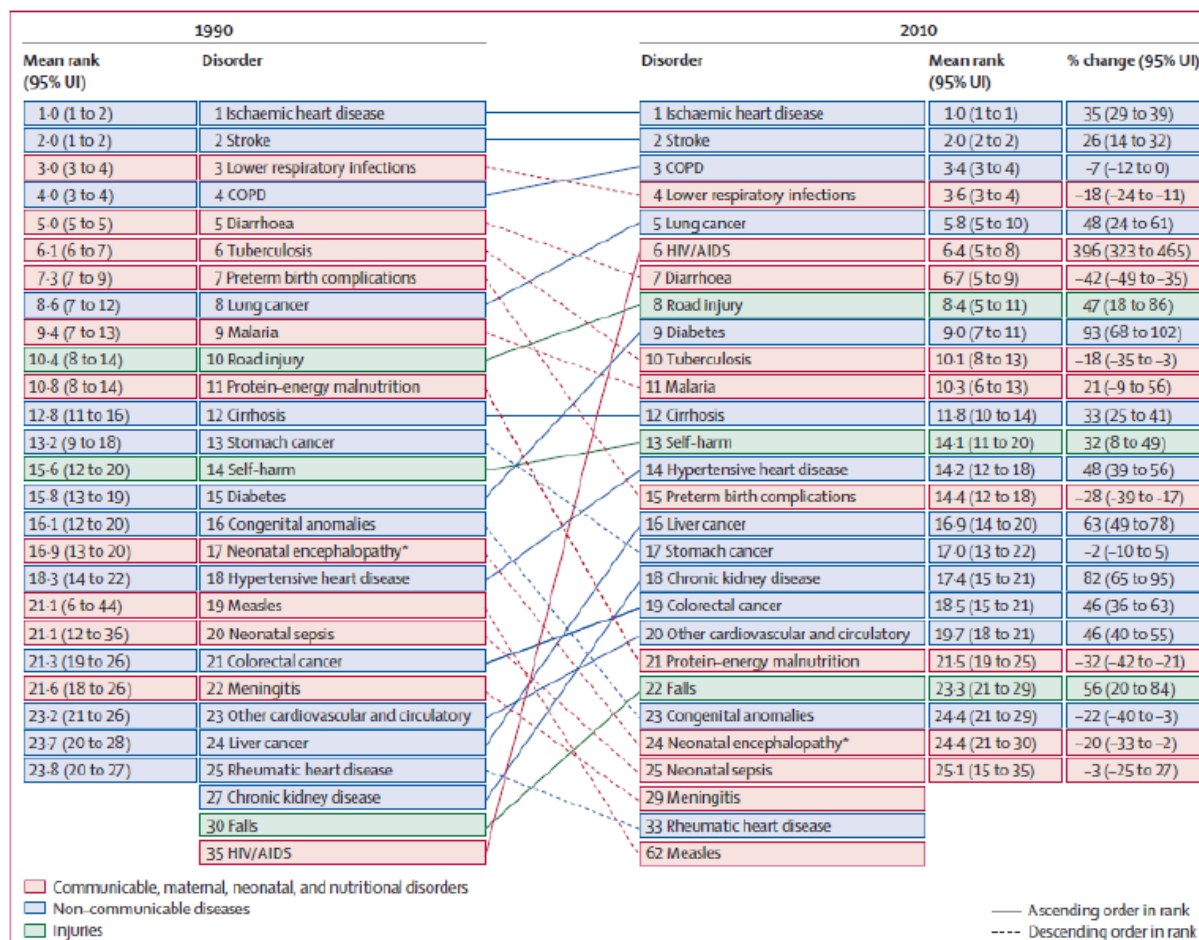 1990 2010
Mean rank (95% UI) Disorder Disorder Mean rank (95% UI) % change (95% UI)
1·0 (1 to 2) 1 Ischaemic heart disease 1 Ischaemic heart disease 1·0 (1 to 1) 35 (29 to 39)
2·0 (1 to 2) 2 Stroke 2 Stroke 2·0 (2 to 2) 26 (14 to 32)
3·0 (3 to 4) 3 Lower respiratory infections 3 COPD 3·4 (3 to 4) –7 (–12 to 0)
4·0 (3 to 4) 4 COPD 4 Lower respiratory infections 3·6 (3 to 4) –18 (–24 to –11)
5·0 (5 to 5) 5 Diarrhoea 5 Lung cancer 5·8 (5 to 10) 48 (24 to 61)
6·1 (6 to 7) 6 Tuberculosis 6 HIV/AIDS 6·4 (5 to 8) 396 (323 to 465)
7·3 (7 to 9) 7 Preterm birth complications 7 Diarrhoea 6·7 (5 to 9) –42 (–49 to –35)
8·6 (7 to 12) 8 Lung cancer 8 Road injury 8·4 (5 to 11) 47 (18 to 86)
9·4 (7 to 13) 9 Malaria 9 Diabetes 9·0 (7 to 11) 93 (68 to 102)
10·4 (8 to 14) 10 Road injury 10 Tuberculosis 10·1 (8 to 13) –18 (–35 to –3)
10·8 (8 to 14) 11 Protein–energy malnutrition 11 Malaria 10·3 (6 to 13) 21 (–9 to 56)
12·8 (11 to 16) 12 Cirrhosis 12 Cirrhosis 11·8 (10 to 14) 33 (25 to 41)
13·2 (9 to 18) 13 Stomach cancer 13 Self-harm 14·1 (11 to 20) 32 (8 to 49)
15·6 (12 to 20) 14 Self-harm 14 Hypertensive heart disease 14·2 (12 to 18) 48 (39 to 56)
15·8 (13 to 19) 15 Diabetes 15 Preterm birth complications 14·4 (12 to 18) –28 (–39 to –17)
16·1 (12 to 20) 16 Congenital anomalies 16 Liver cancer 16·9 (14 to 20) 63 (49 to 78)
16·9 (13 to 20) 17 Neonatal encephalopathy* 17 Stomach cancer 17·0 (13 to 22) –2 (–10 to 5)
18·3 (14 to 22) 18 Hypertensive heart disease 18 Chronic kidney disease 17·4 (15 to 21) 82 (65 to 95)
21·1 (6 to 44) 19 Measles 19 Colorectal cancer 18·5 (15 to 21) 46 (36 to 63)
21·1 (12 to 36) 20 Neonatal sepsis 20 Other cardiovascular and circulatory 19·7 (18 to 21) 46 (40 to 55)
21·3 (19 to 26) 21 Colorectal cancer 21 Protein–energy malnutrition 21·5 (19 to 25) –32 (–42 to –21)
21·6 (18 to 26) 22 Meningitis 22 Falls 23·3 (21 to 29) 56 (20 to 84)
23·2 (21 to 26) 23 Other cardiovascular and circulatory 23 Congenital anomalies 24·4 (21 to 29) –22 (–40 to –3)
23·7 (20 to 28) 24 Liver cancer 24 Neonatal encephalopathy* 24·4 (21 to 30) –20 (–33 to –2)
23·8 (20 to 27) 25 Rheumatic heart disease 25 Neonatal sepsis 25·1 (15 to 35) –3 (–25 to 27)
27 Chronic kidney disease 29 Meningitis
30 Falls 33 Rheumatic heart disease
35 HIV/AIDS 62 Measles
Communicable, maternal, neonatal, and nutritional disorders
Non-communicable diseases Ascending order in rank
Injuries Descending order in rank